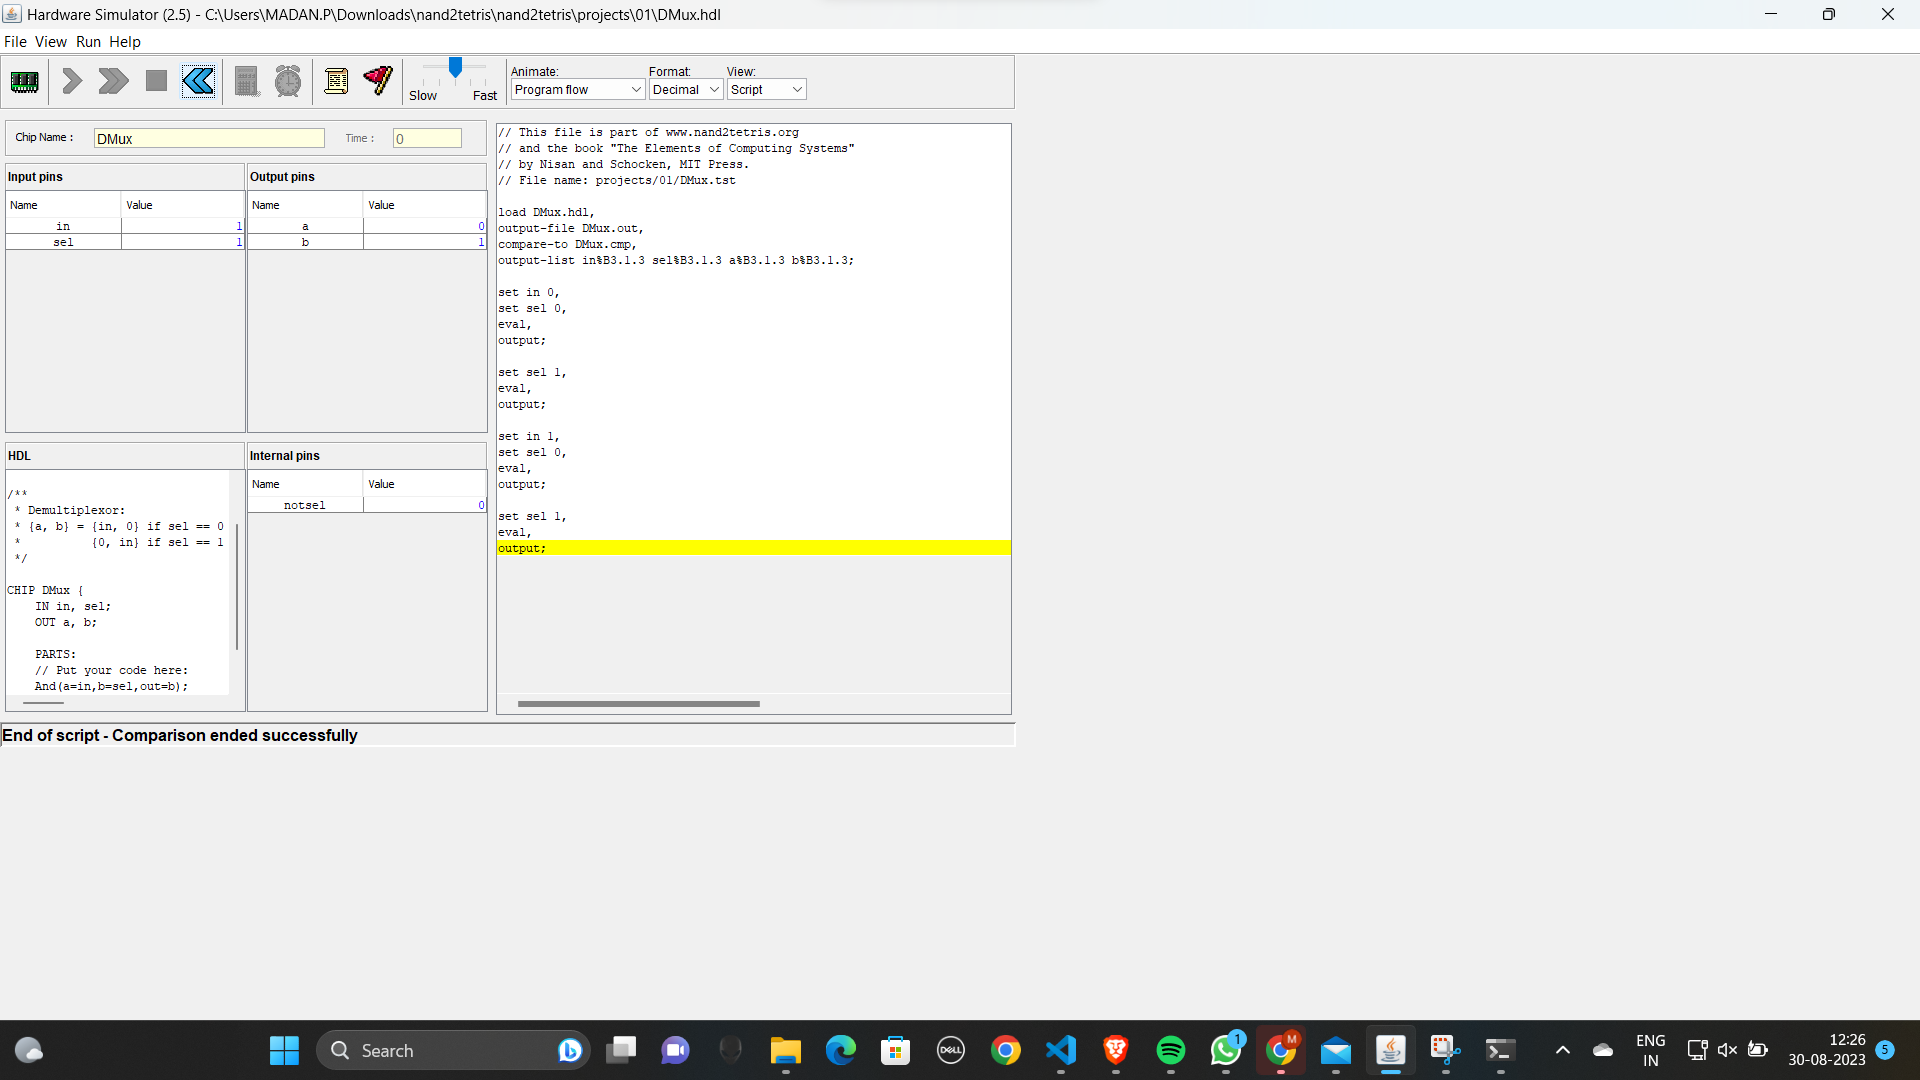 Hardware Simulator (2.5) - C:\Users\MADAN.P\Downloads\nand2tetris\nand2tetris\projects\01\DMux.hdl
File View Run Help
Slow Fast
Animate: Format: View:
Program flow Decimal Script
Chip Name : DMux Time : 0
Input pins
Name Value
in 1
sel 1
Output pins
Name Value
a 0
b 1
HDL
/**
* Demultiplexor:
* {a, b} = {in, 0} if sel == 0
* {0, in} if sel == 1
*/
CHIP DMux {
IN in, sel;
OUT a, b;
PARTS:
// Put your code here:
And(a=in,b=sel,out=b);
Internal pins
Name Value
notsel 0
// This file is part of www.nand2tetris.org
// and the book "The Elements of Computing Systems"
// by Nisan and Schocken, MIT Press.
// File name: projects/01/DMux.tst
load DMux.hdl,
output-file DMux.out,
compare-to DMux.cmp,
output-list in%B3.1.3 sel%B3.1.3 a%B3.1.3 b%B3.1.3;
set in 0,
set sel 0,
eval,
output;
set sel 1,
eval,
output;
set in 1,
set sel 0,
eval,
output;
set sel 1,
eval,
output;
End of script - Comparison ended successfully
Search
DELL
1
M
ENG
IN
12:26
30-08-2023
5